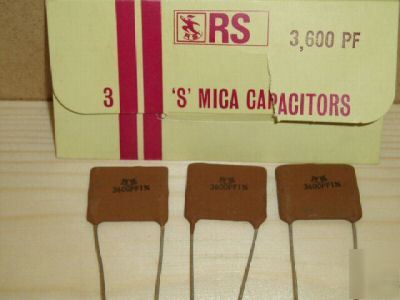 RS
3,600 PF
3 'S' MICA CAPACITORS
3600PF1%
3600PF1%
3600PF1%